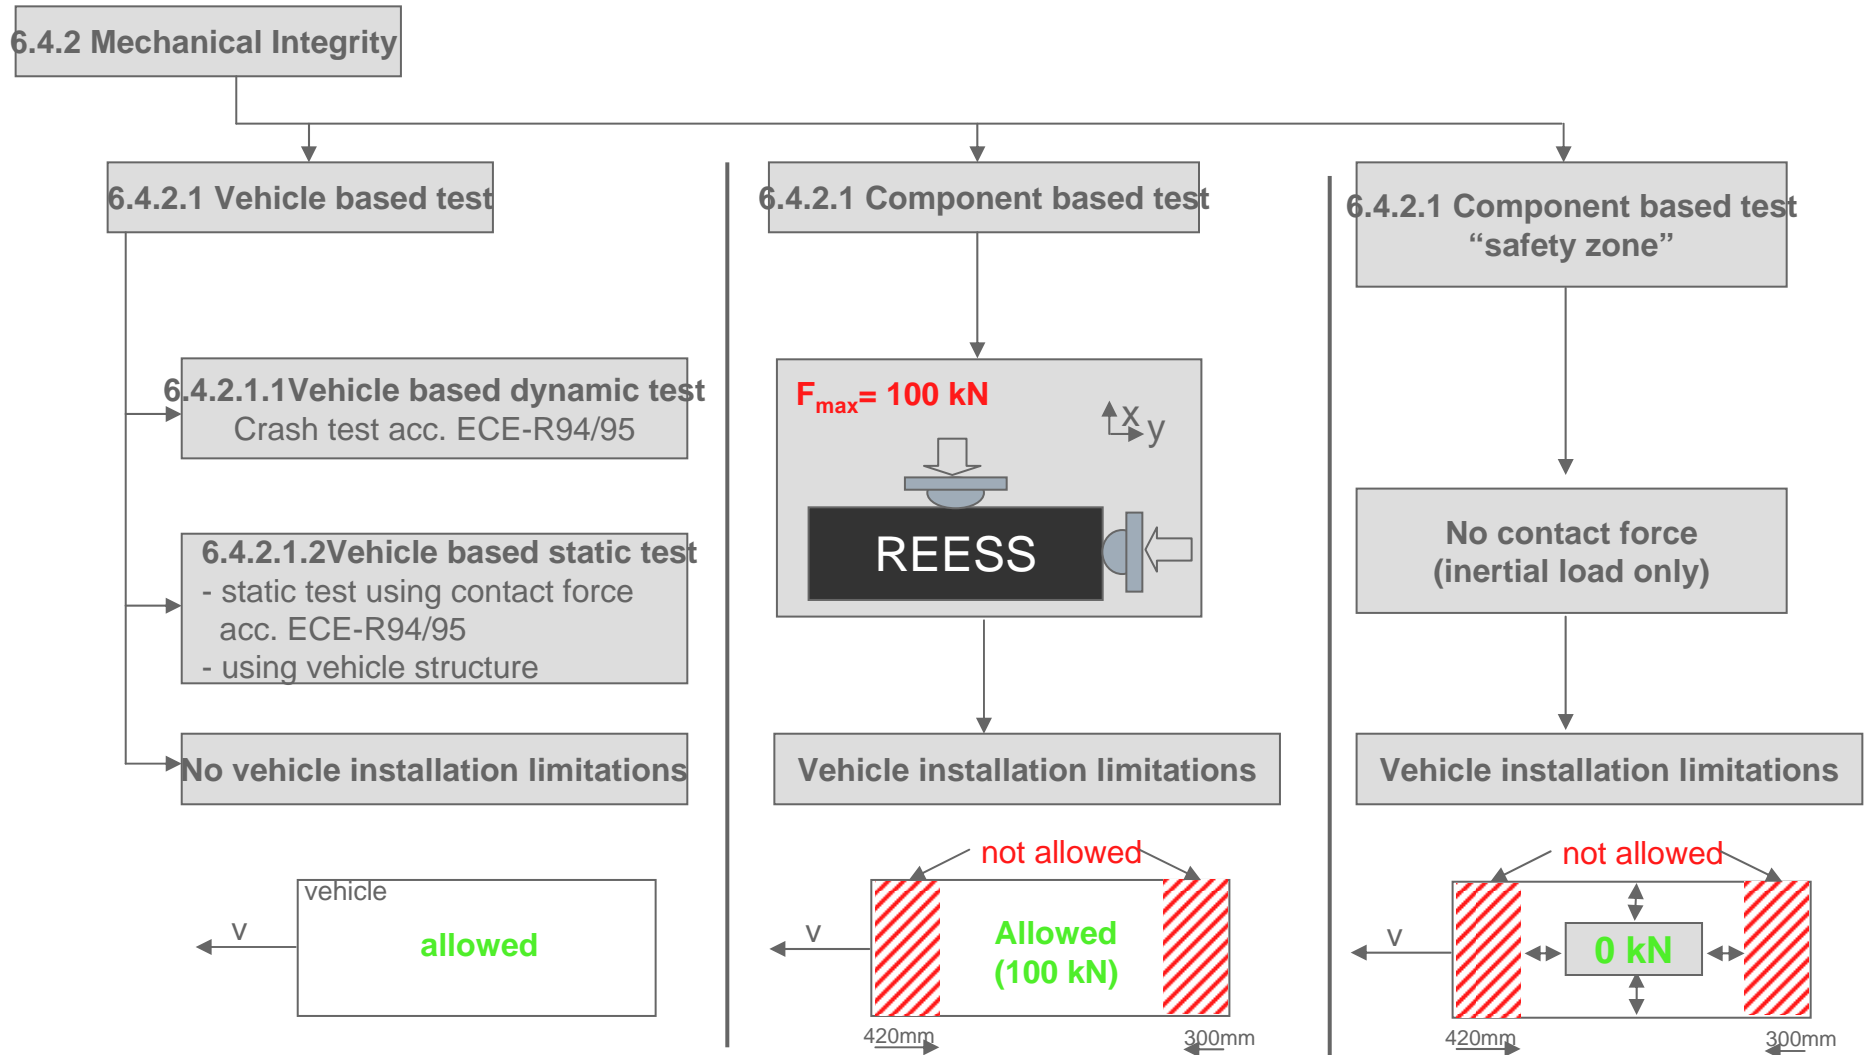 6.4.2 Mechanical Integrity
6.4.2.1 Vehicle based test
6.4.2.1.1Vehicle based dynamic test
Crash test acc. ECE-R94/95
6.4.2.1.2Vehicle based static test
- static test using contact force
acc. ECE-R94/95
- using vehicle structure
No vehicle installation limitations
vehicle
v
allowed
6.4.2.1 Component based test
Fmax= 100 kN
x
y
REESS
Vehicle installation limitations
not allowed
v
Allowed
(100 kN)
420mm
300mm
6.4.2.1 Component based test
“safety zone”
No contact force
(inertial load only)
Vehicle installation limitations
not allowed
v
0 kN
420mm
300mm